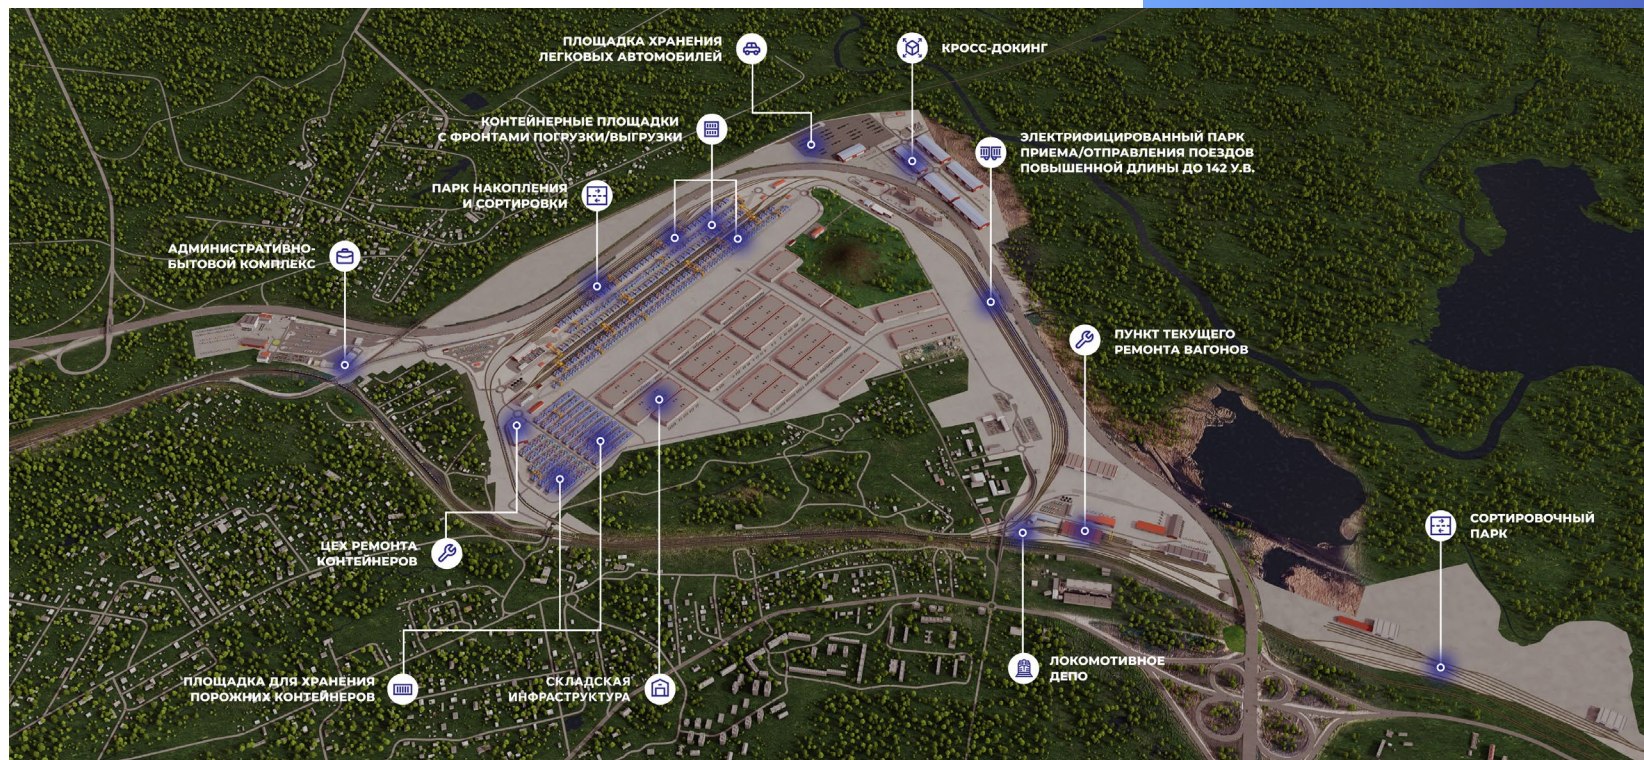 ПЛОЩАДКА ХРАНЕНИЯ
ЛЕГКОВЫХ АВТОМОБИЛЕЙ
КРОСС-ДОКИНГ
КОНТЕЙНЕРНЫЕ ПЛОЩАДКИ
С ФРОНТАМИ ПОГРУЗКИ/ВЫГРУЗКИ
ЭЛЕКТРИФИЦИРОВАННЫЙ ПАРК
ПРИЕМА/ОТПРАВЛЕНИЯ ПОЕЗДОВ
ПОВЫШЕННОЙ ДЛИНЫ ДО 142 У.В.
ПАРК НАКОПЛЕНИЯ
И СОРТИРОВКИ
АДМИНИСТРАТИВНО-
БЫТОВОЙ КОМПЛЕКС
ПУНКТ ТЕКУЩЕГО
РЕМОНТА ВАГОНОВ
СОРТИРОВОЧНЫЙ
ПАРК
ЦЕХ РЕМОНТА
КОНТЕЙНЕРОВ
ПЛОЩАДКА ДЛЯ ХРАНЕНИЯ
ПОРОЖНИХ КОНТЕЙНЕРОВ
СКЛАДСКАЯ
ИНФРАСТРУКТУРА
ЛОКОМОТИВНОЕ
ДЕПО